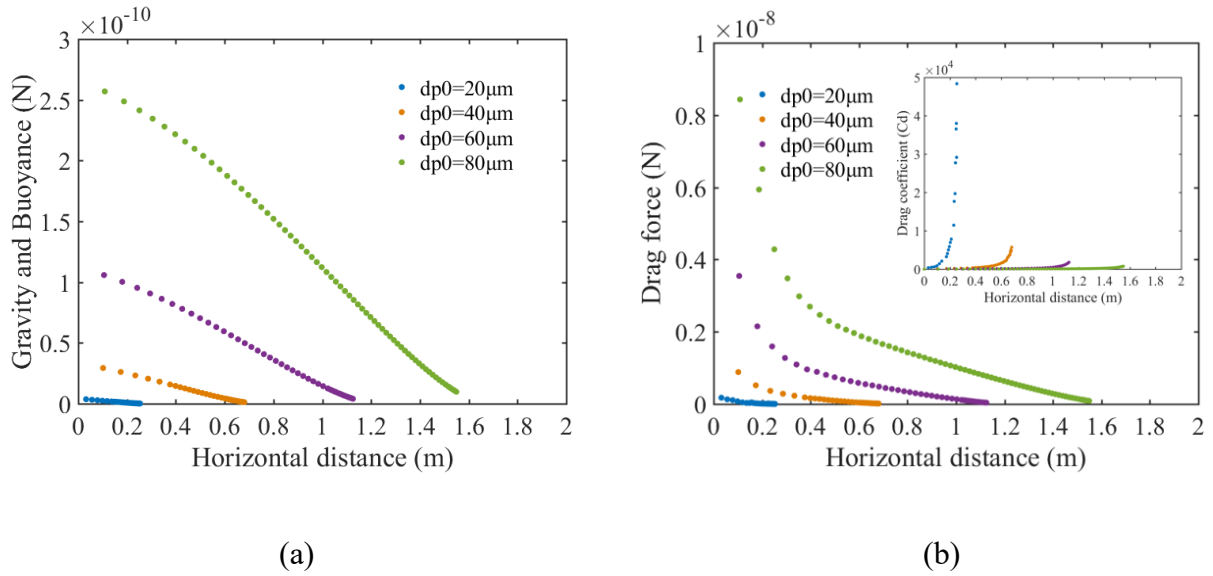 ×10⁻¹⁰
Gravity and Buoyance (N)
3
2.5
2
1.5
1
0.5
0
dp0=20μm
dp0=40μm
dp0=60μm
dp0=80μm
0 0.2 0.4 0.6 0.8 1 1.2 1.4 1.6 1.8 2
Horizontal distance (m)
(a)
×10⁻⁸
Drag force (N)
1
0.8
0.6
0.4
0.2
0
dp0=20μm
dp0=40μm
dp0=60μm
dp0=80μm
×10⁴
Drag coefficient (Cd)
5
4
3
2
1
0
0 0.2 0.4 0.6 0.8 1 1.2 1.4 1.6 1.8 2
Horizontal distance (m)
0 0.2 0.4 0.6 0.8 1 1.2 1.4 1.6 1.8 2
Horizontal distance (m)
(b)